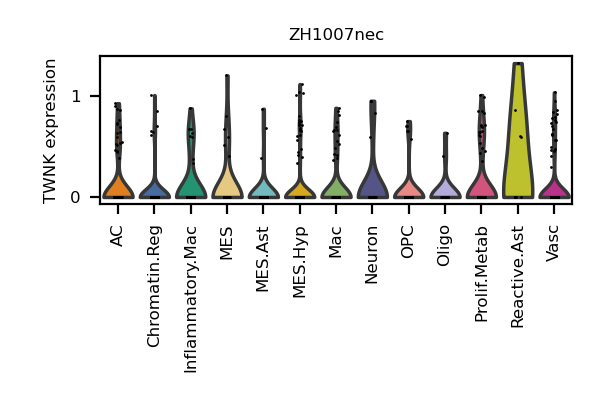 ZH1007nec
TWNK expression
1
0
AC
Chromatin.Reg
Inflammatory.Mac
MES
MES.Ast
MES.Hyp
Mac
Neuron
OPC
Oligo
Prolif.Metab
Reactive.Ast
Vasc